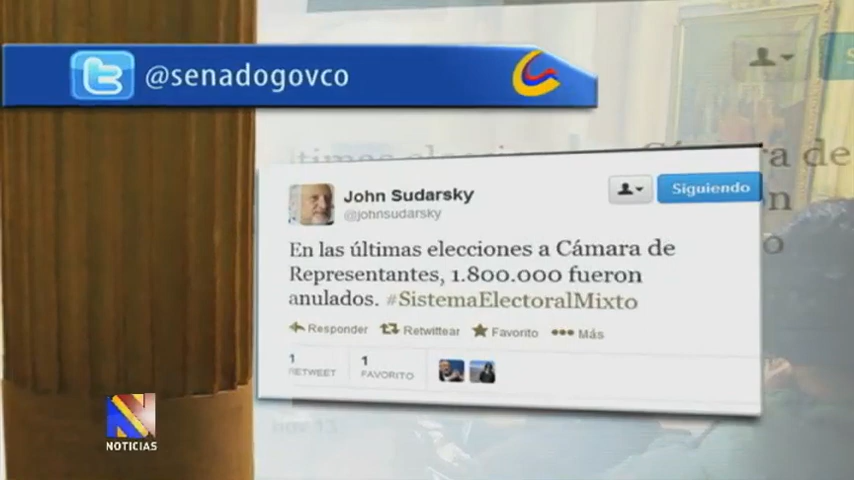 @senadogovco
John Sudarsky
@johnsudarsky
Siguiendo
En las últimas elecciones a Cámara de
Representantes, 1.800.000 fueron
anulados. #SistemaElectoralMixto
Responder Retwittear Favorito Más
1 RETWEET 1 FAVORITO
NOTICIAS